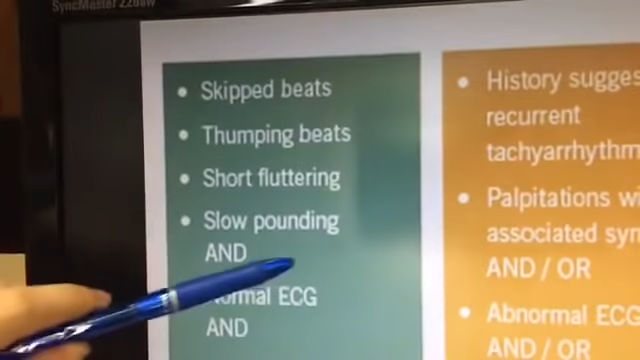 SyncMaster 2200W
Skipped beats
Thumping beats
Short fluttering
Slow pounding
AND
ormal ECG
AND
History sugges
recurrent
tachyarrhythm
Palpitations wi
associated sym
AND / OR
Abnormal ECG
AND / OR